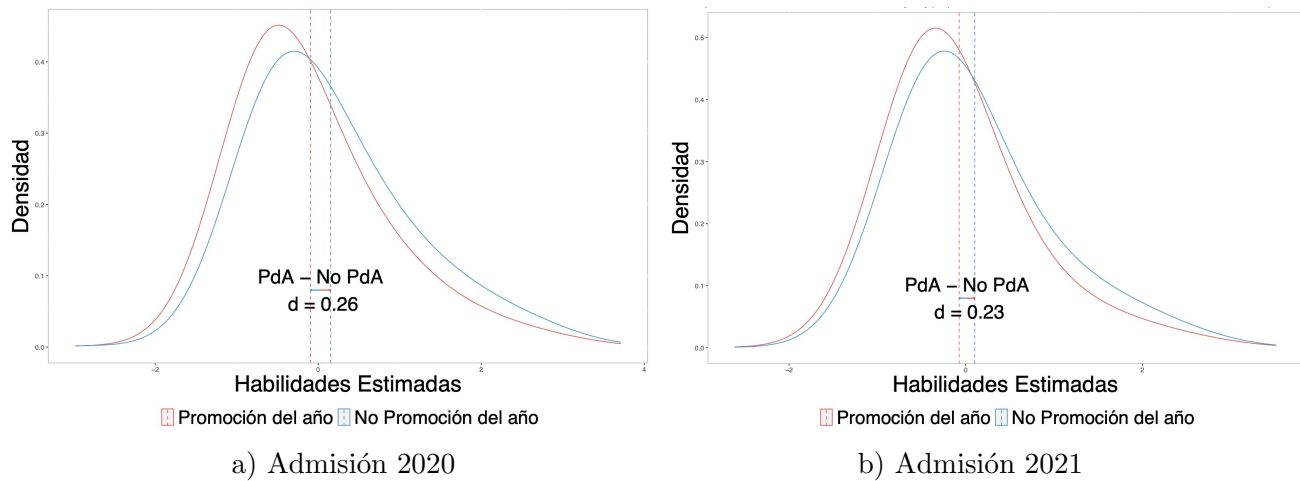 Densidad
0.4
0.3
0.2
0.1
0.0
PdA – No PdA
d = 0.26
-2
0
2
4
Habilidades Estimadas
Promoción del año No Promoción del año
a) Admisión 2020
Densidad
0.5
0.4
0.3
0.2
0.1
0.0
PdA – No PdA
d = 0.23
-2
0
2
Habilidades Estimadas
Promoción del año No Promoción del año
b) Admisión 2021